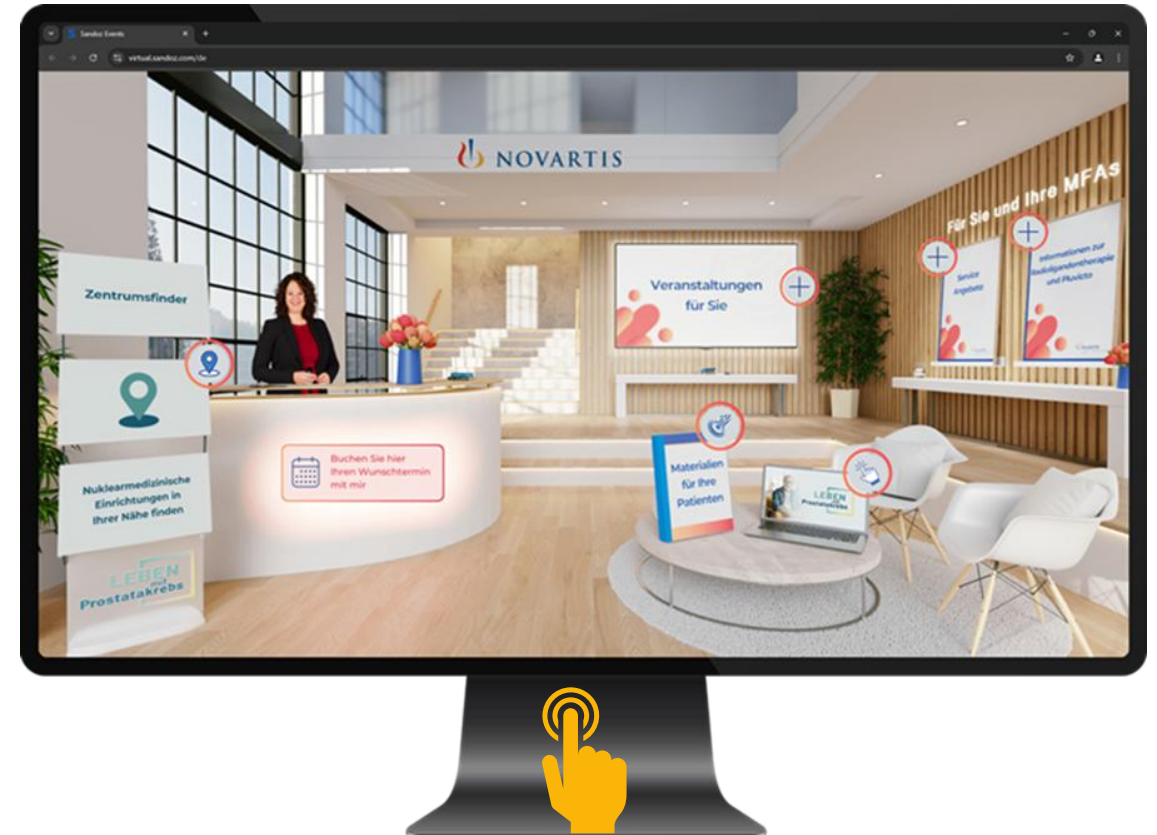 Sandoz Events
virtual.sandoz.com/de
NOVARTIS
Für Sie und Ihre MFAs
Zentrumsfinder
Nuklearmedizinische
Einrichtungen in
Ihrer Nähe finden
LEBEN
mit
Prostatakrebs
Buchen Sie hier
Ihren Wunschtermin
mit mir
Veranstaltungen
für Sie
Service
Angebote
Informationen zur
Radioligandentherapie
und Pluvicto
Materialien
für Ihre
Patienten
LEBEN
Prostatakrebs